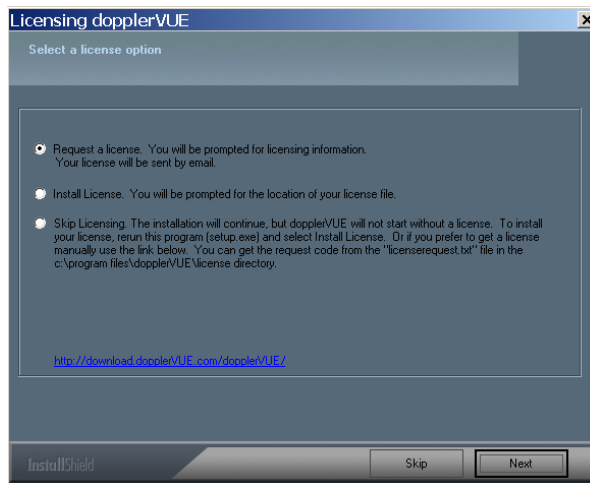 Licensing dopplerVUE
Select a license option
Request a license. You will be prompted for licensing information.
Your license will be sent by email.
Install License. You will be prompted for the location of your license file.
Skip Licensing. The installation will continue, but dopplerVUE will not start without a license. To install
your license, rerun this program (setup.exe) and select Install License. Or if you prefer to get a license
manually use the link below. You can get the request code from the "licenserequest.txt" file in the
c:\program files\dopplerVUE\license directory.
http://download.dopplerVUE.com/dopplerVUE/
InstallShield
Skip
Next